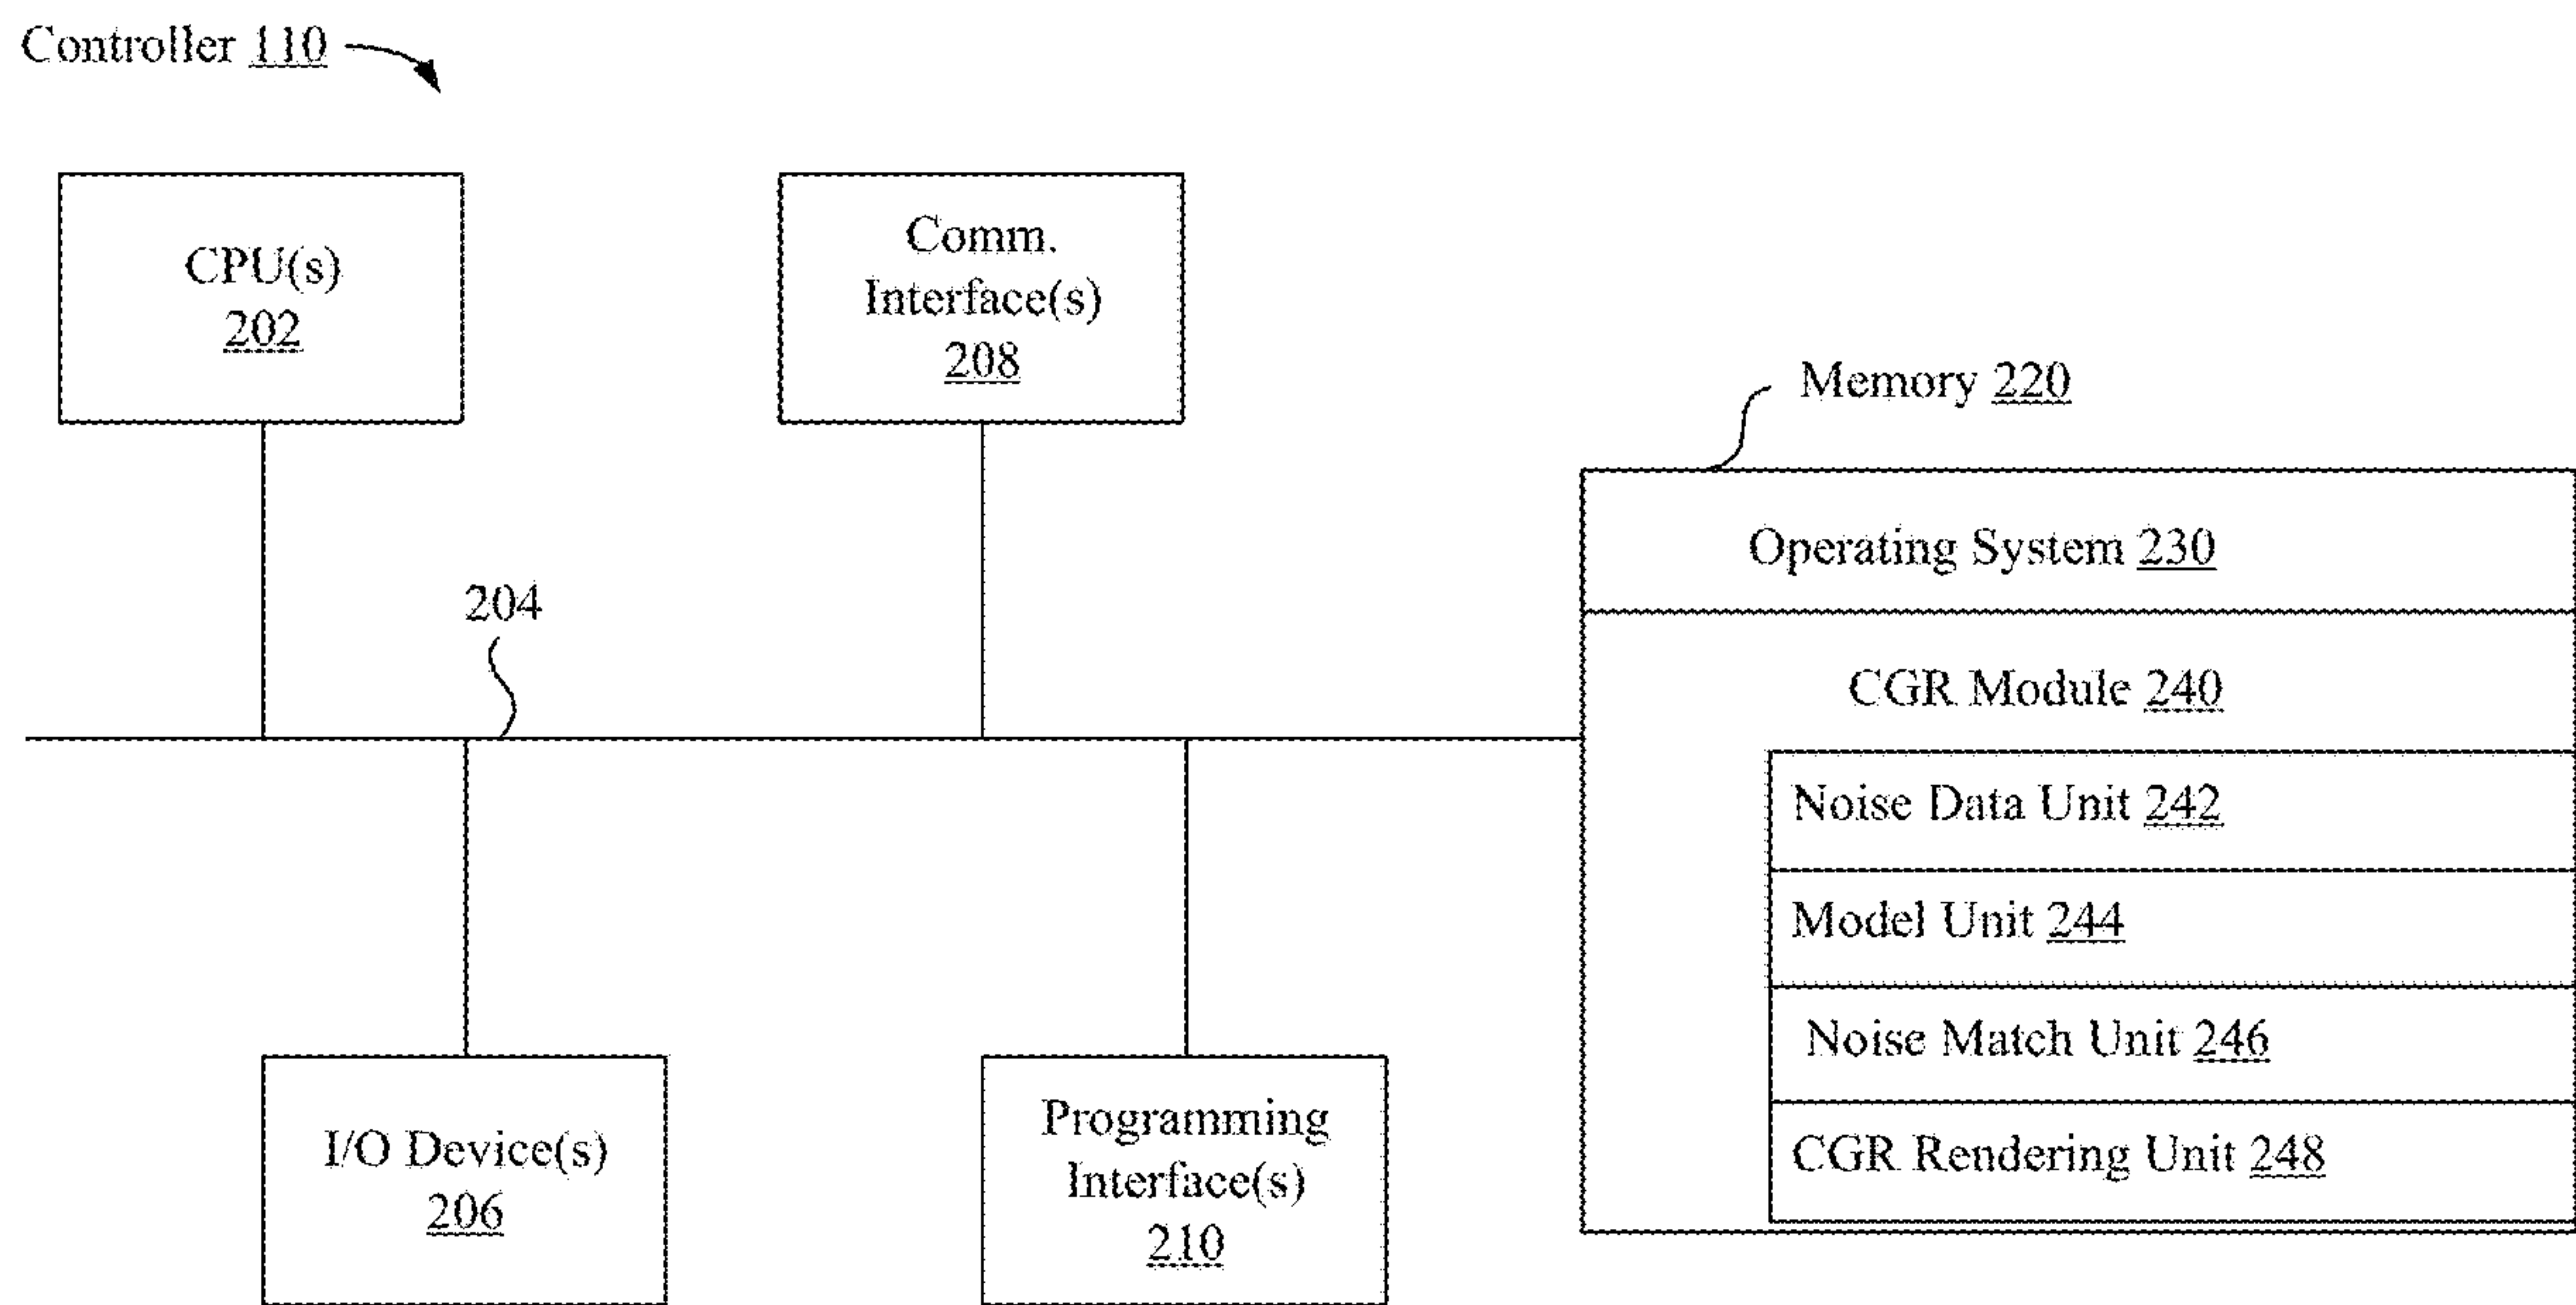 Controller 110
CPU(s)
202
Comm.
Interface(s)
208
Memory 220
Operating System 230
204
CGR Module 240
Noise Data Unit 242
Model Unit 244
Noise Match Unit 246
CGR Rendering Unit 248
I/O Device(s)
206
Programming
Interface(s)
210